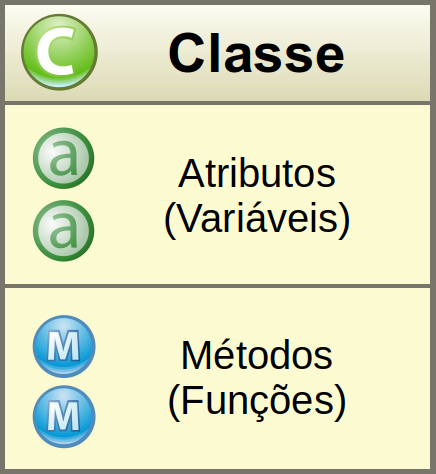 C Classe
a
Atributos
a
(Variáveis)
M
Métodos
M
(Funções)